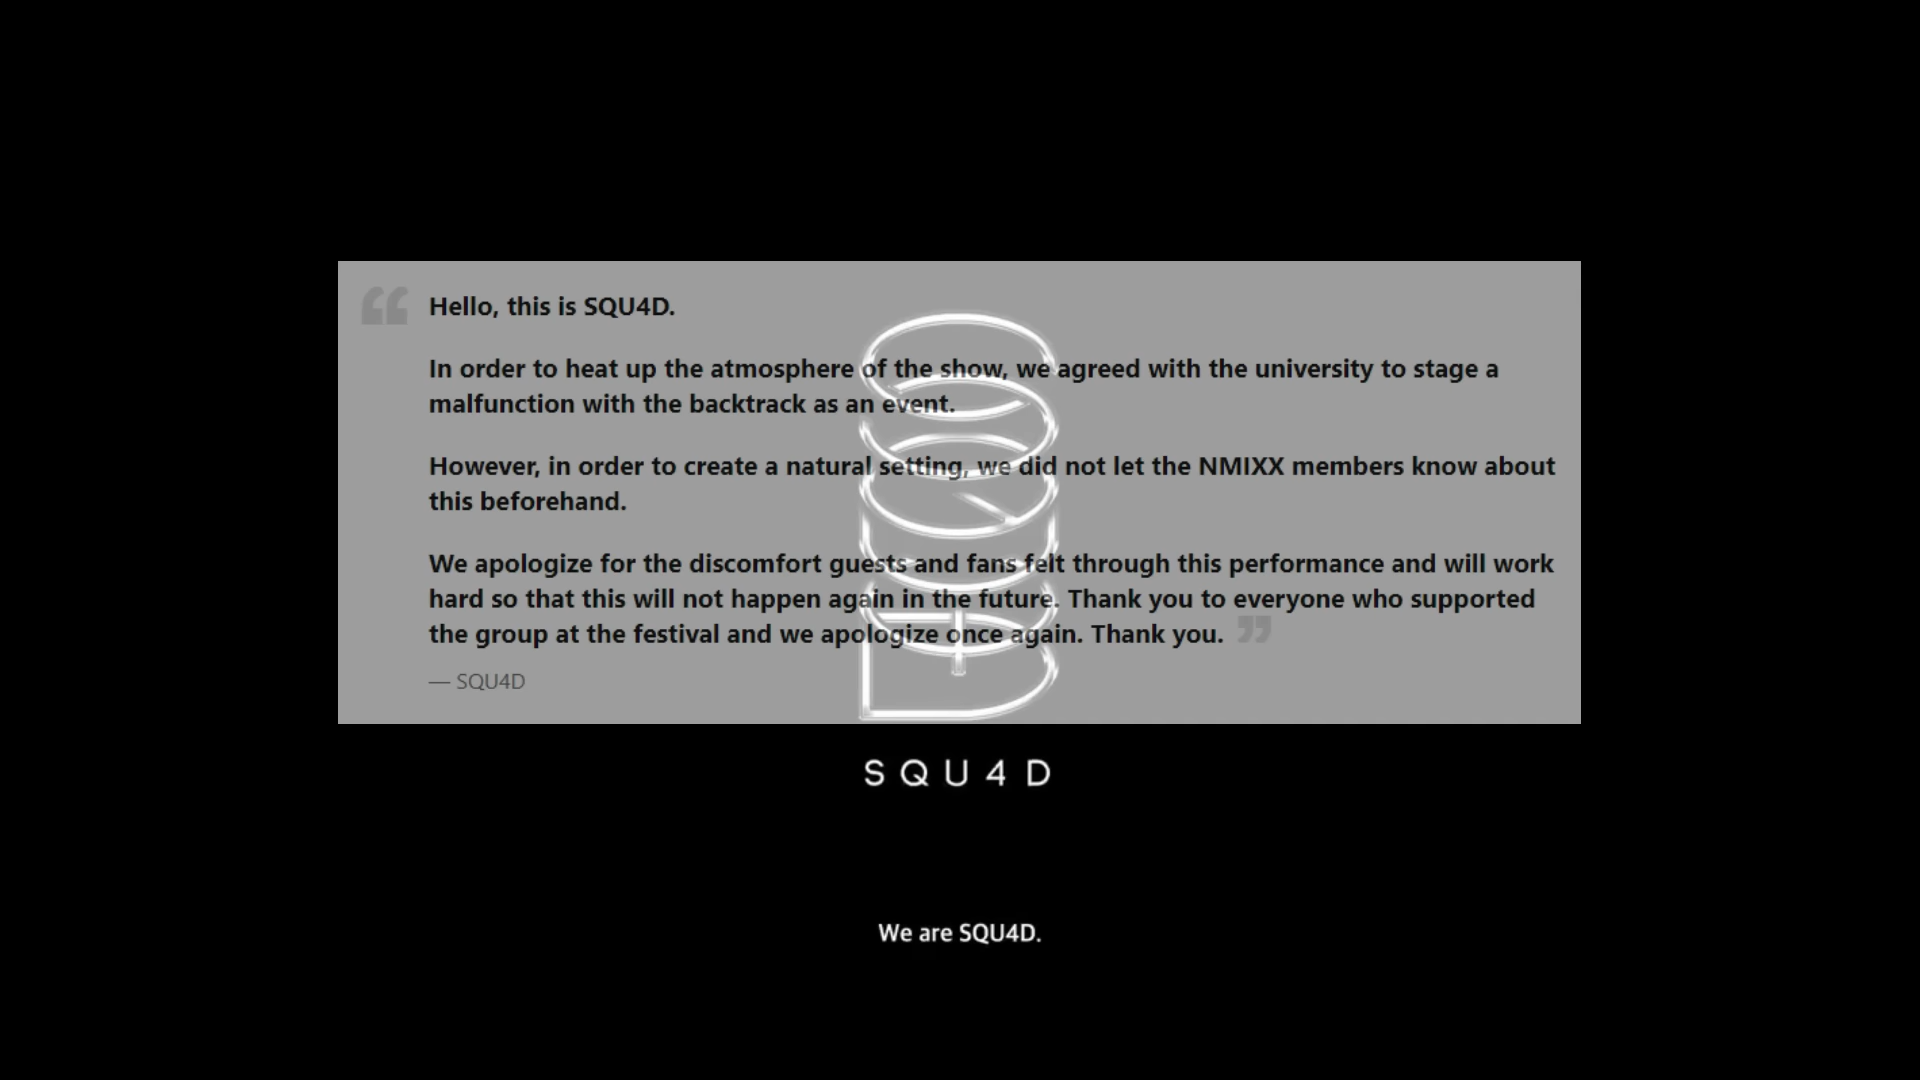 Hello, this is SQU4D.
In order to heat up the atmosphere of the show, we agreed with the university to stage a
malfunction with the backtrack as an event.
However, in order to create a natural setting, we did not let the NMIXX members know about
this beforehand.
We apologize for the discomfort guests and fans felt through this performance and will work
hard so that this will not happen again in the future. Thank you to everyone who supported
the group at the festival and we apologize once again. Thank you. ”
— SQU4D
SQU4D
We are SQU4D.